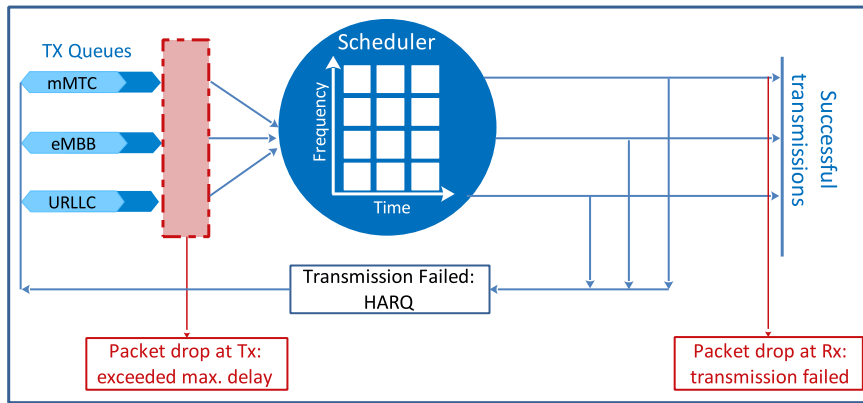 TX Queues
mMTC
eMBB
URLLC
Scheduler
Frequency
Time
Successful
transmissions
Transmission Failed:
HARQ
Packet drop at Tx:
exceeded max. delay
Packet drop at Rx:
transmission failed